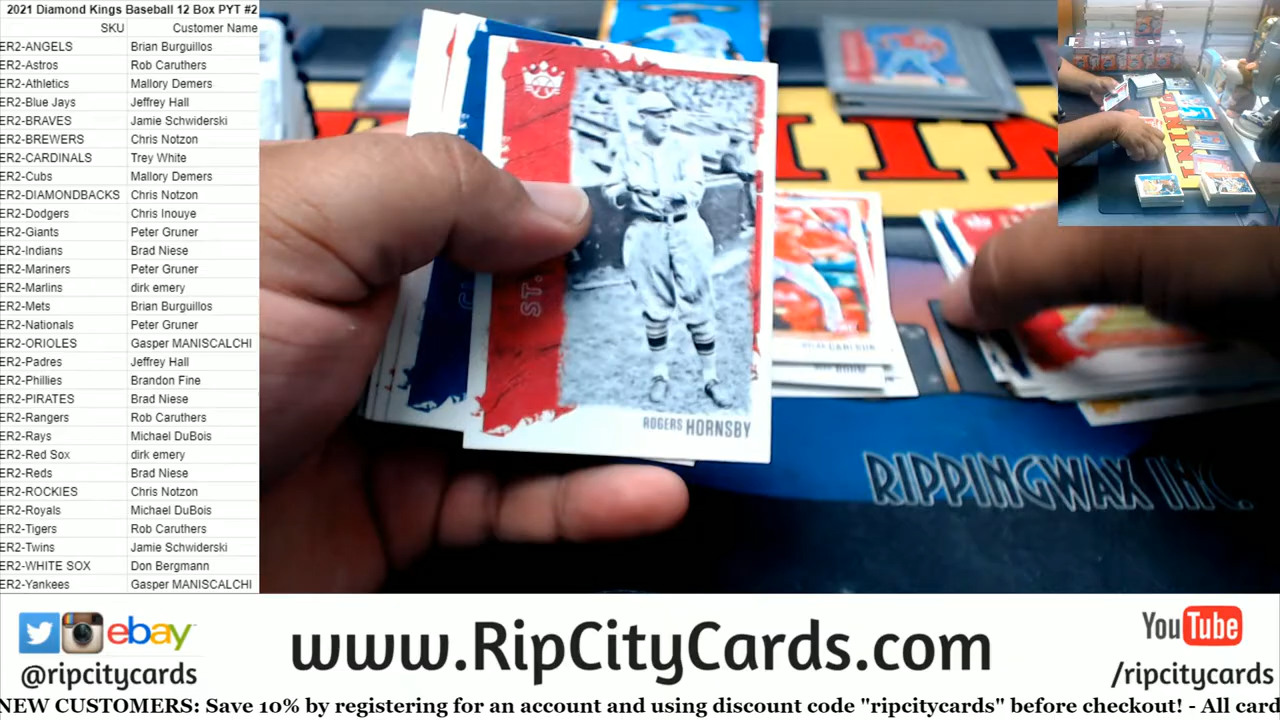 2021 Diamond Kings Baseball 12 Box PYT #2
SKU Customer Name
ER2-ANGELS Brian Burguillos
ER2-Astros Rob Caruthers
ER2-Athletics Mallory Demers
ER2-Blue Jays Jeffrey Hall
ER2-BRAVES Jamie Schwiderski
ER2-BREWERS Chris Notzon
ER2-CARDINALS Trey White
ER2-Cubs Mallory Demers
ER2-DIAMONDBACKS Chris Notzon
ER2-Dodgers Chris Inouye
ER2-Giants Peter Gruner
ER2-Indians Brad Niese
ER2-Mariners Peter Gruner
ER2-Marlins dirk emery
ER2-Mets Brian Burguillos
ER2-Nationals Peter Gruner
ER2-ORIOLES Gasper MANISCALCHI
ER2-Padres Jeffrey Hall
ER2-Phillies Brandon Fine
ER2-PIRATES Brad Niese
ER2-Rangers Rob Caruthers
ER2-Rays Michael DuBois
ER2-Red Sox dirk emery
ER2-Reds Brad Niese
ER2-ROCKIES Chris Notzon
ER2-Royals Michael DuBois
ER2-Tigers Rob Caruthers
ER2-Twins Jamie Schwiderski
ER2-WHITE SOX Don Bergmann
ER2-Yankees Gasper MANISCALCHI
ST.
ROGERS HORNSBY
CARLSON
BOHM
RIPPINGWAX INC.
ebay
@ripcitycards
www.RipCityCards.com
YouTube
/ripcitycards
NEW CUSTOMERS: Save 10% by registering for an account and using discount code "ripcitycards" before checkout! - All card